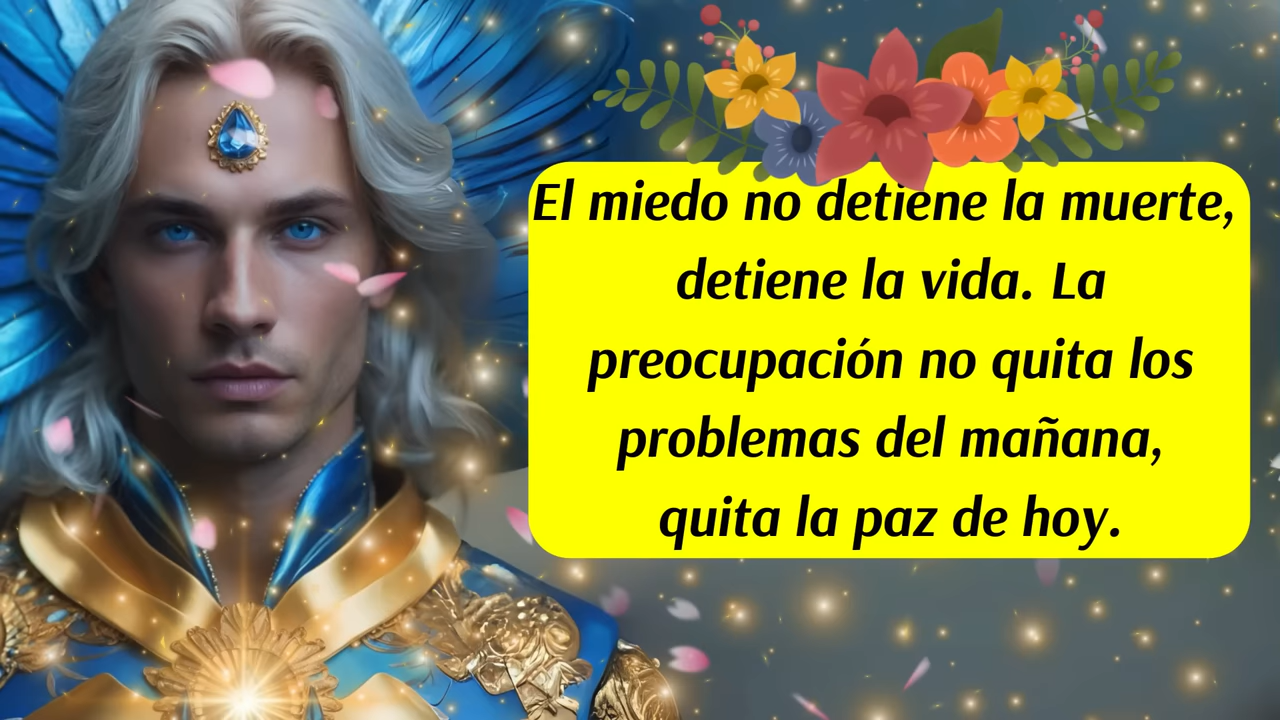 El miedo no detiene la muerte,
detiene la vida. La
preocupación no quita los
problemas del mañana,
quita la paz de hoy.